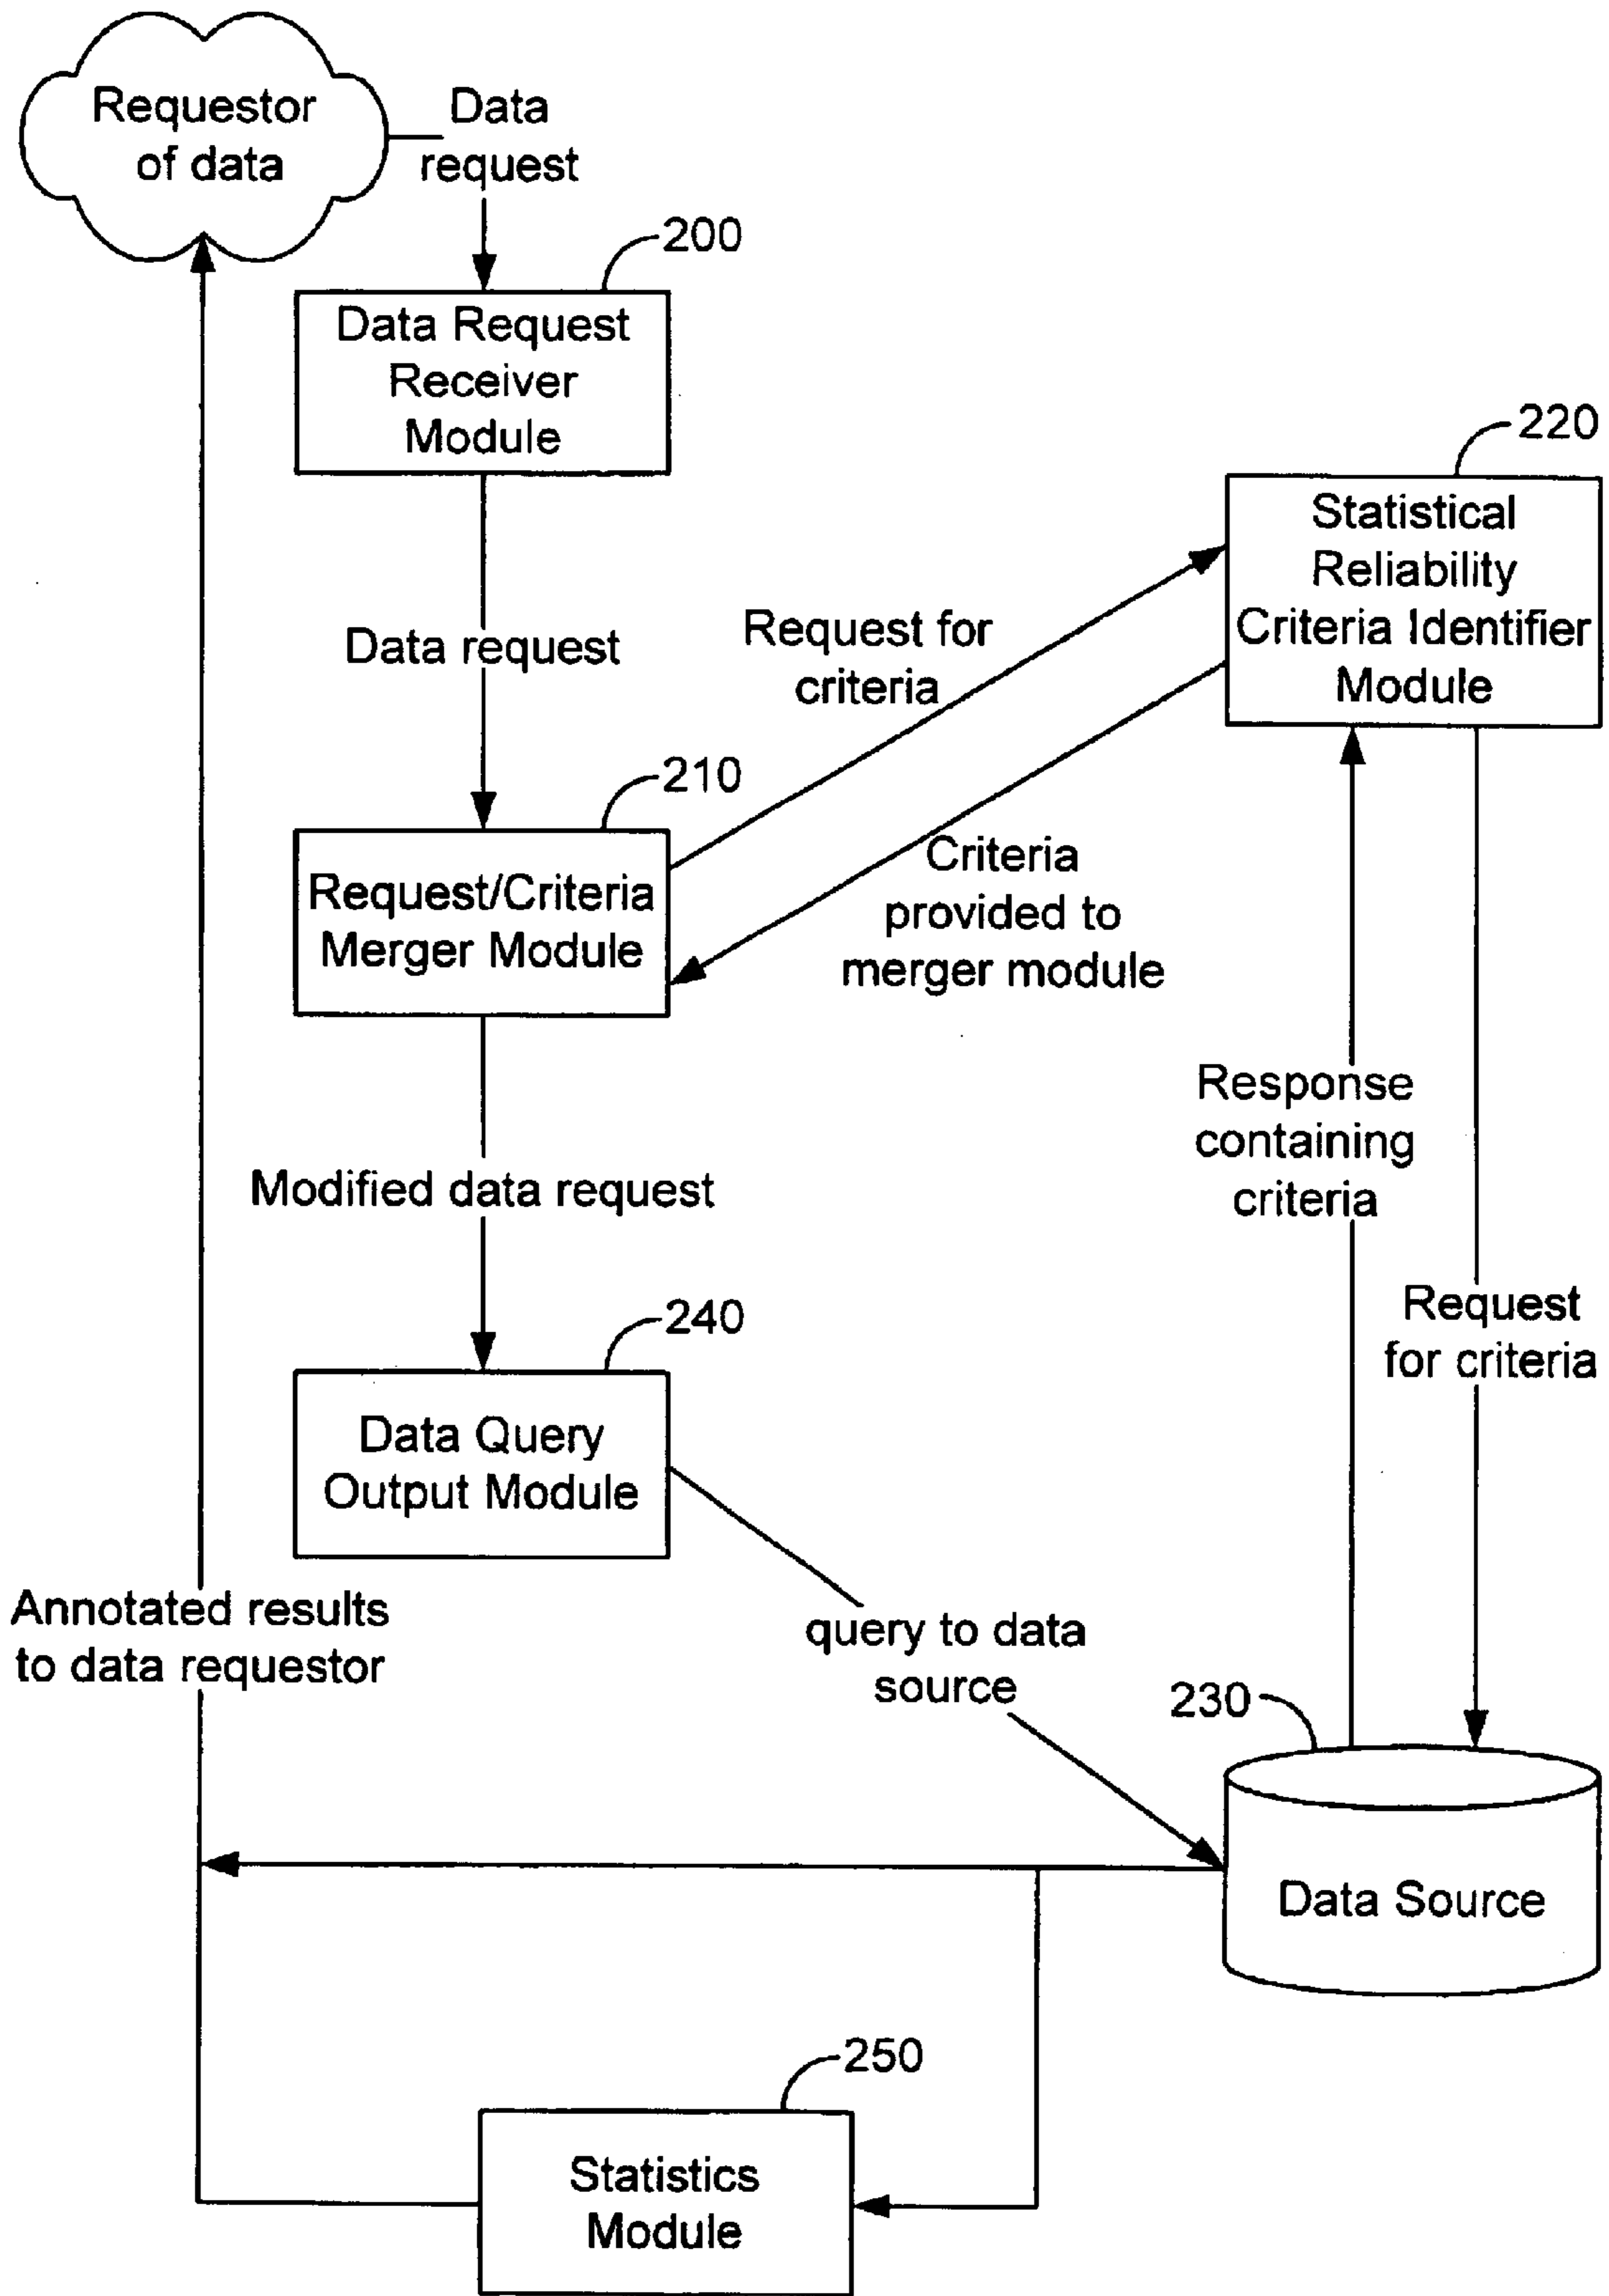 Requestor
of data
Data
request
200
Data Request
Receiver
Module
220
Statistical
Reliability
Criteria Identifier
Module
Data request
Request for
criteria
210
Request/Criteria
Merger Module
Criteria
provided to
merger module
Response
containing
criteria
Modified data request
Request
for criteria
240
Data Query
Output Module
Annotated results
to data requestor
query to data
source
230
Data Source
250
Statistics
Module